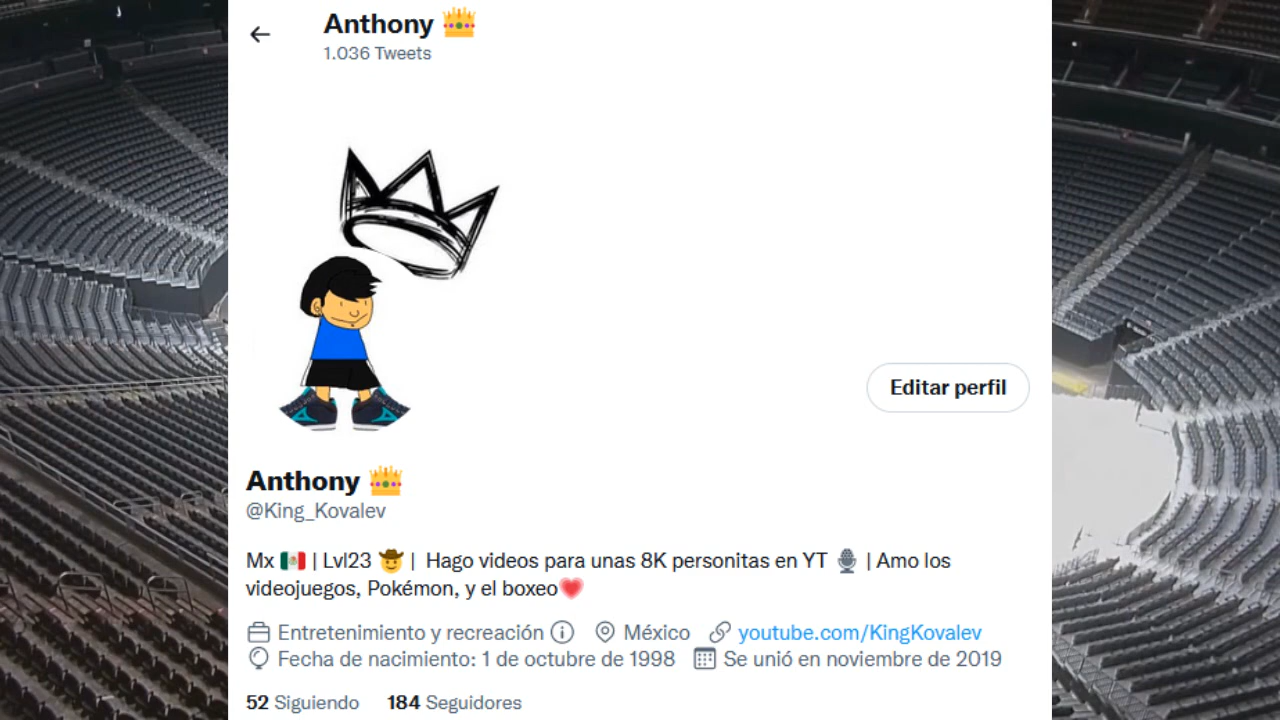 Anthony 👑
1.036 Tweets
Editar perfil
Anthony 👑
@King_Kovalev
Mx 🇲🇽 | Lvl23 🤠 | Hago videos para unas 8K personitas en YT 🎙️ | Amo los
videojuegos, Pokémon, y el boxeo💗
Entretenimiento y recreación México youtube.com/KingKovalev
Fecha de nacimiento: 1 de octubre de 1998 Se unió en noviembre de 2019
52 Siguiendo 184 Seguidores